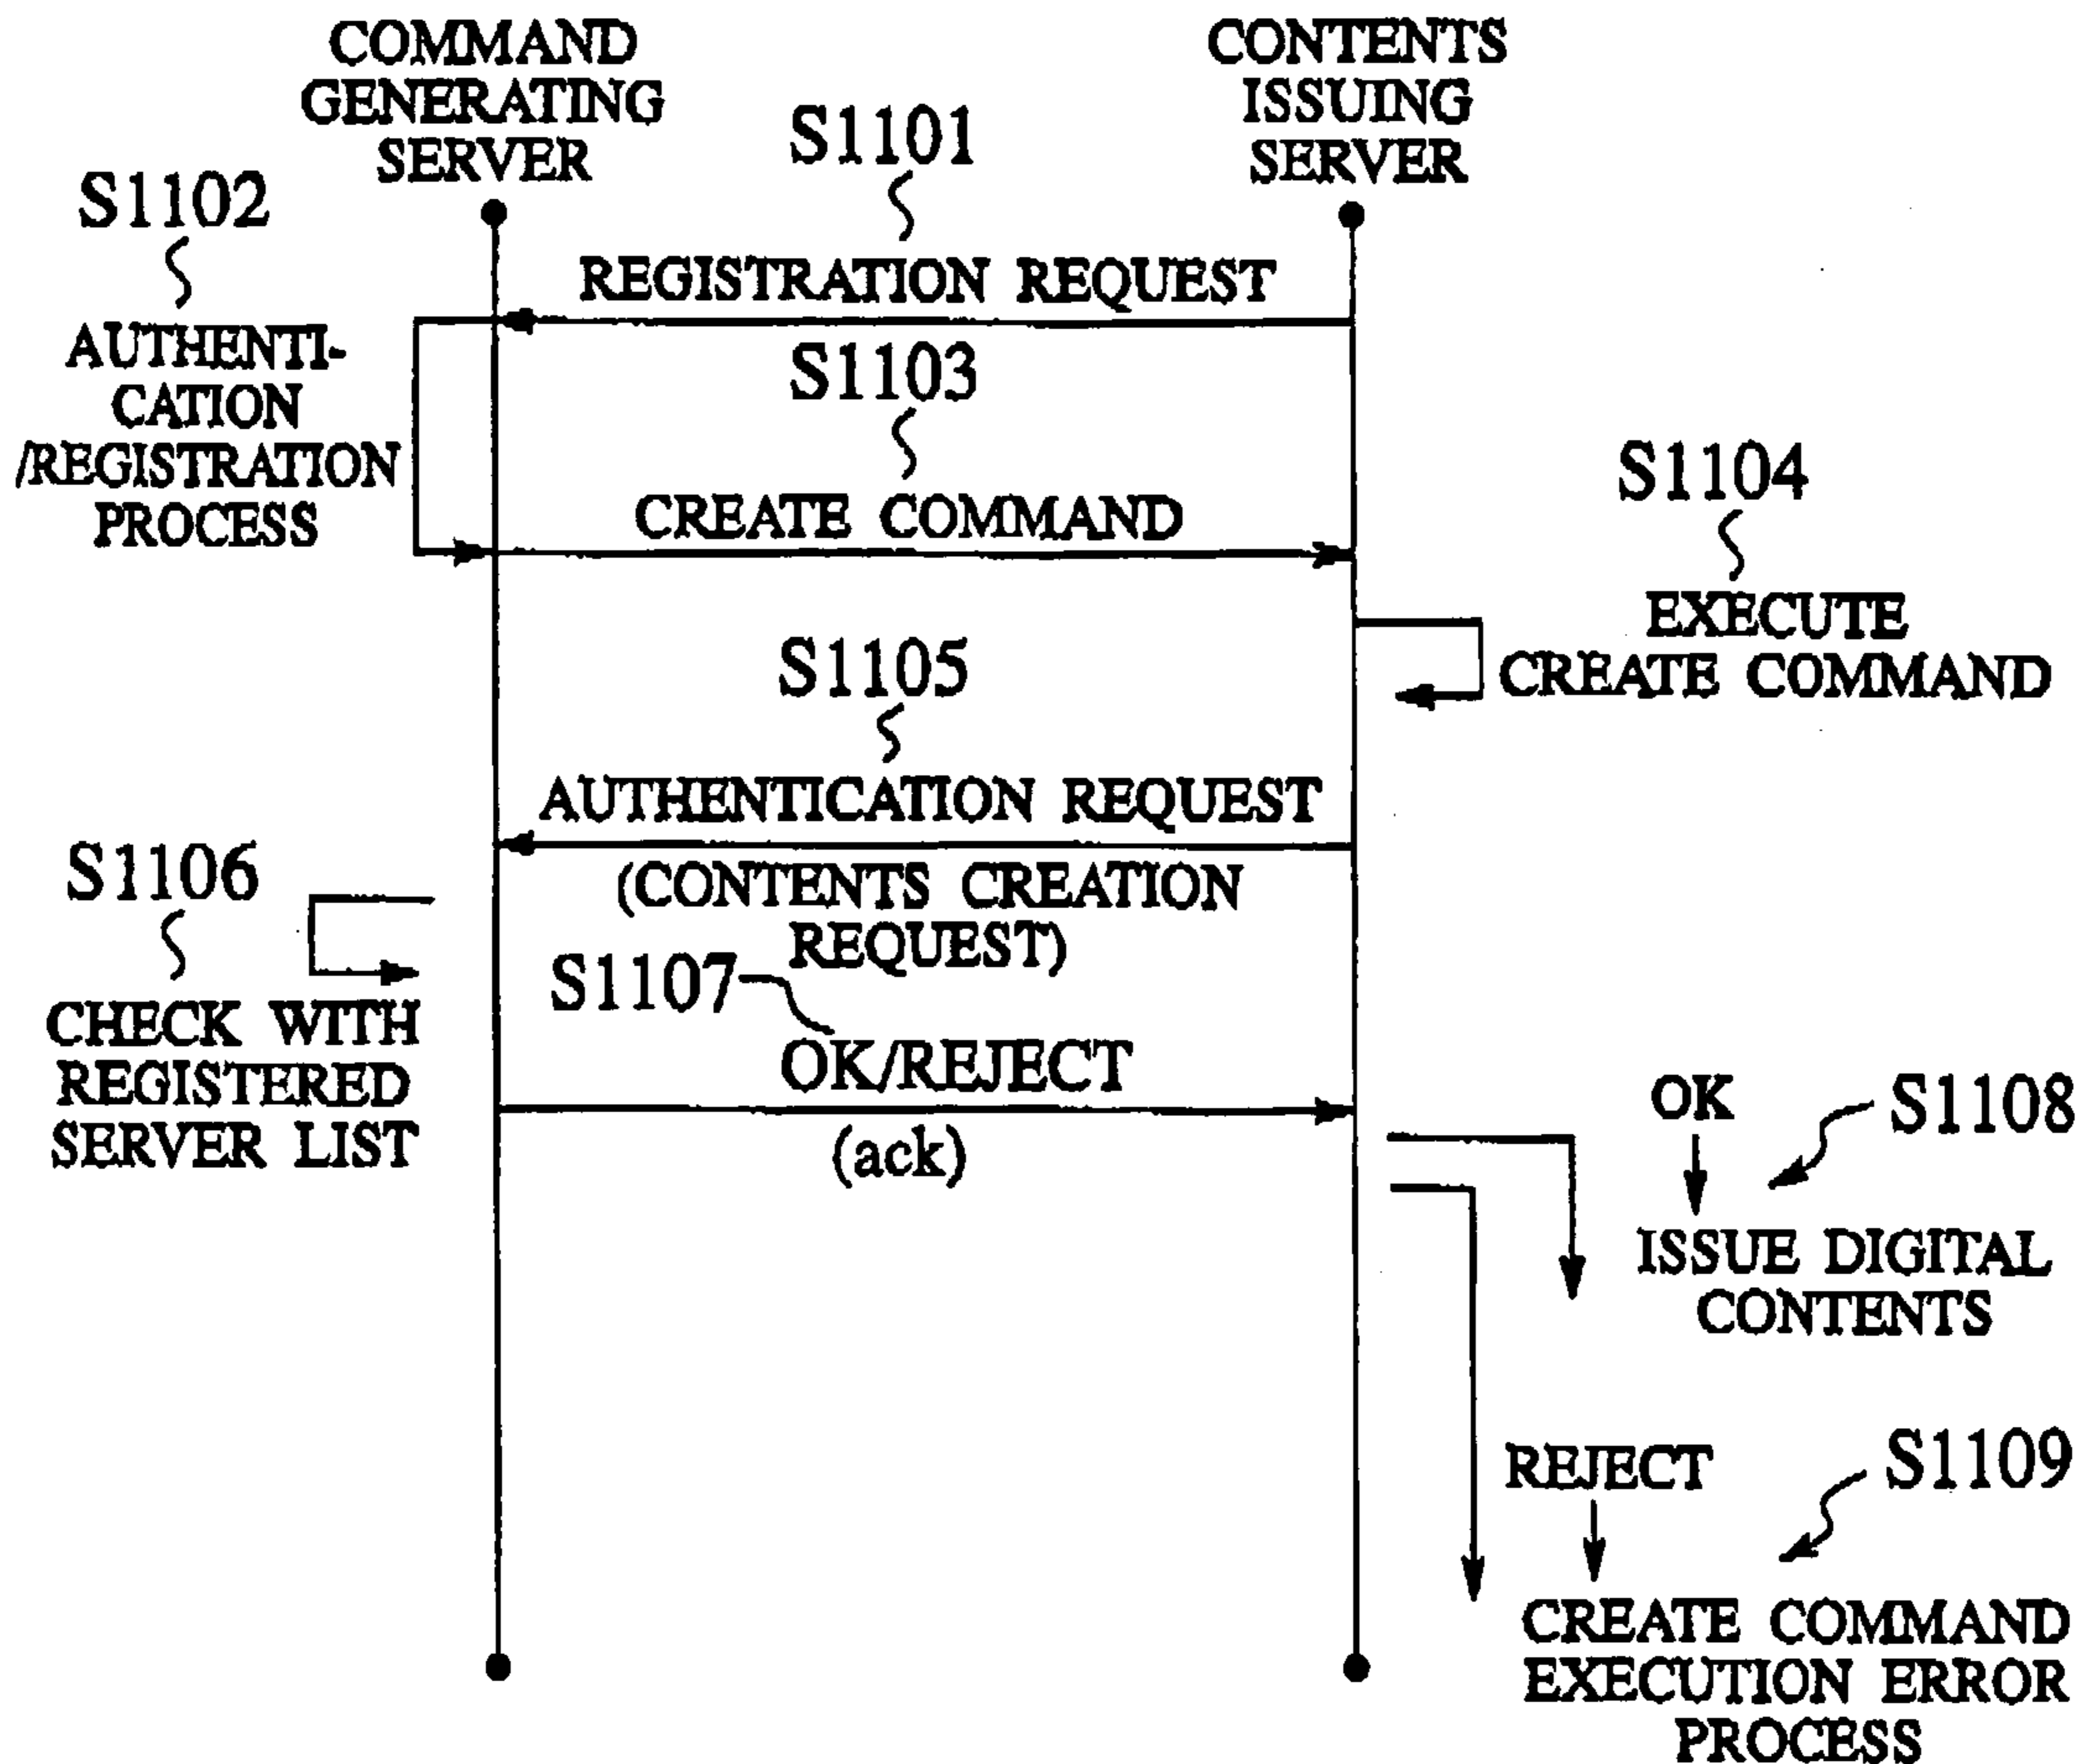 COMMAND
GENERATING
SERVER
CONTENTS
ISSUING
SERVER
S1101
S1102
REGISTRATION REQUEST
AUTHENTI-
CATION
/REGISTRATION
PROCESS
S1103
CREATE COMMAND
S1104
EXECUTE
CREATE COMMAND
S1105
AUTHENTICATION REQUEST
(CONTENTS CREATION
REQUEST)
S1106
CHECK WITH
REGISTERED
SERVER LIST
S1107
OK/REJECT
(ack)
OK
S1108
ISSUE DIGITAL
CONTENTS
REJECT
S1109
CREATE COMMAND
EXECUTION ERROR
PROCESS